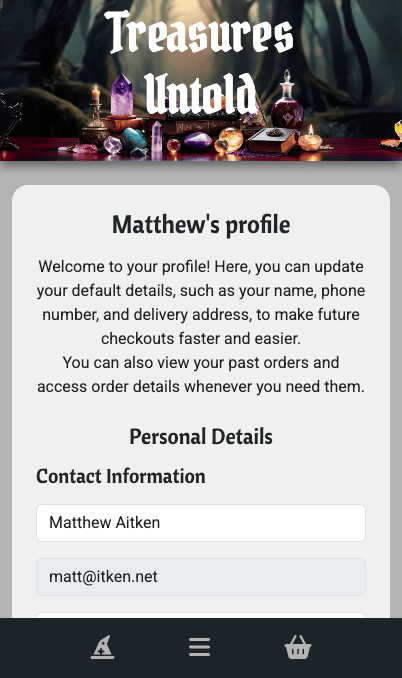 Treasures
Untold
Matthew's profile
Welcome to your profile! Here, you can update
your default details, such as your name, phone
number, and delivery address, to make future
checkouts faster and easier.
You can also view your past orders and
access order details whenever you need them.
Personal Details
Contact Information
Matthew Aitken
matt@itken.net